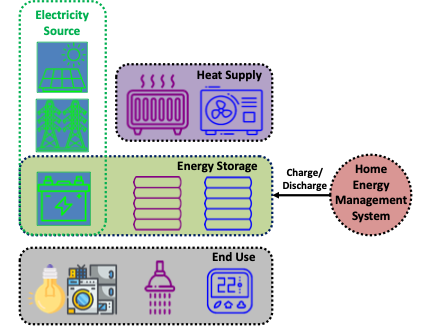 Electricity
Source
Heat Supply
Energy Storage
Charge/
Discharge
Home
Energy
Management
System
End Use
22°